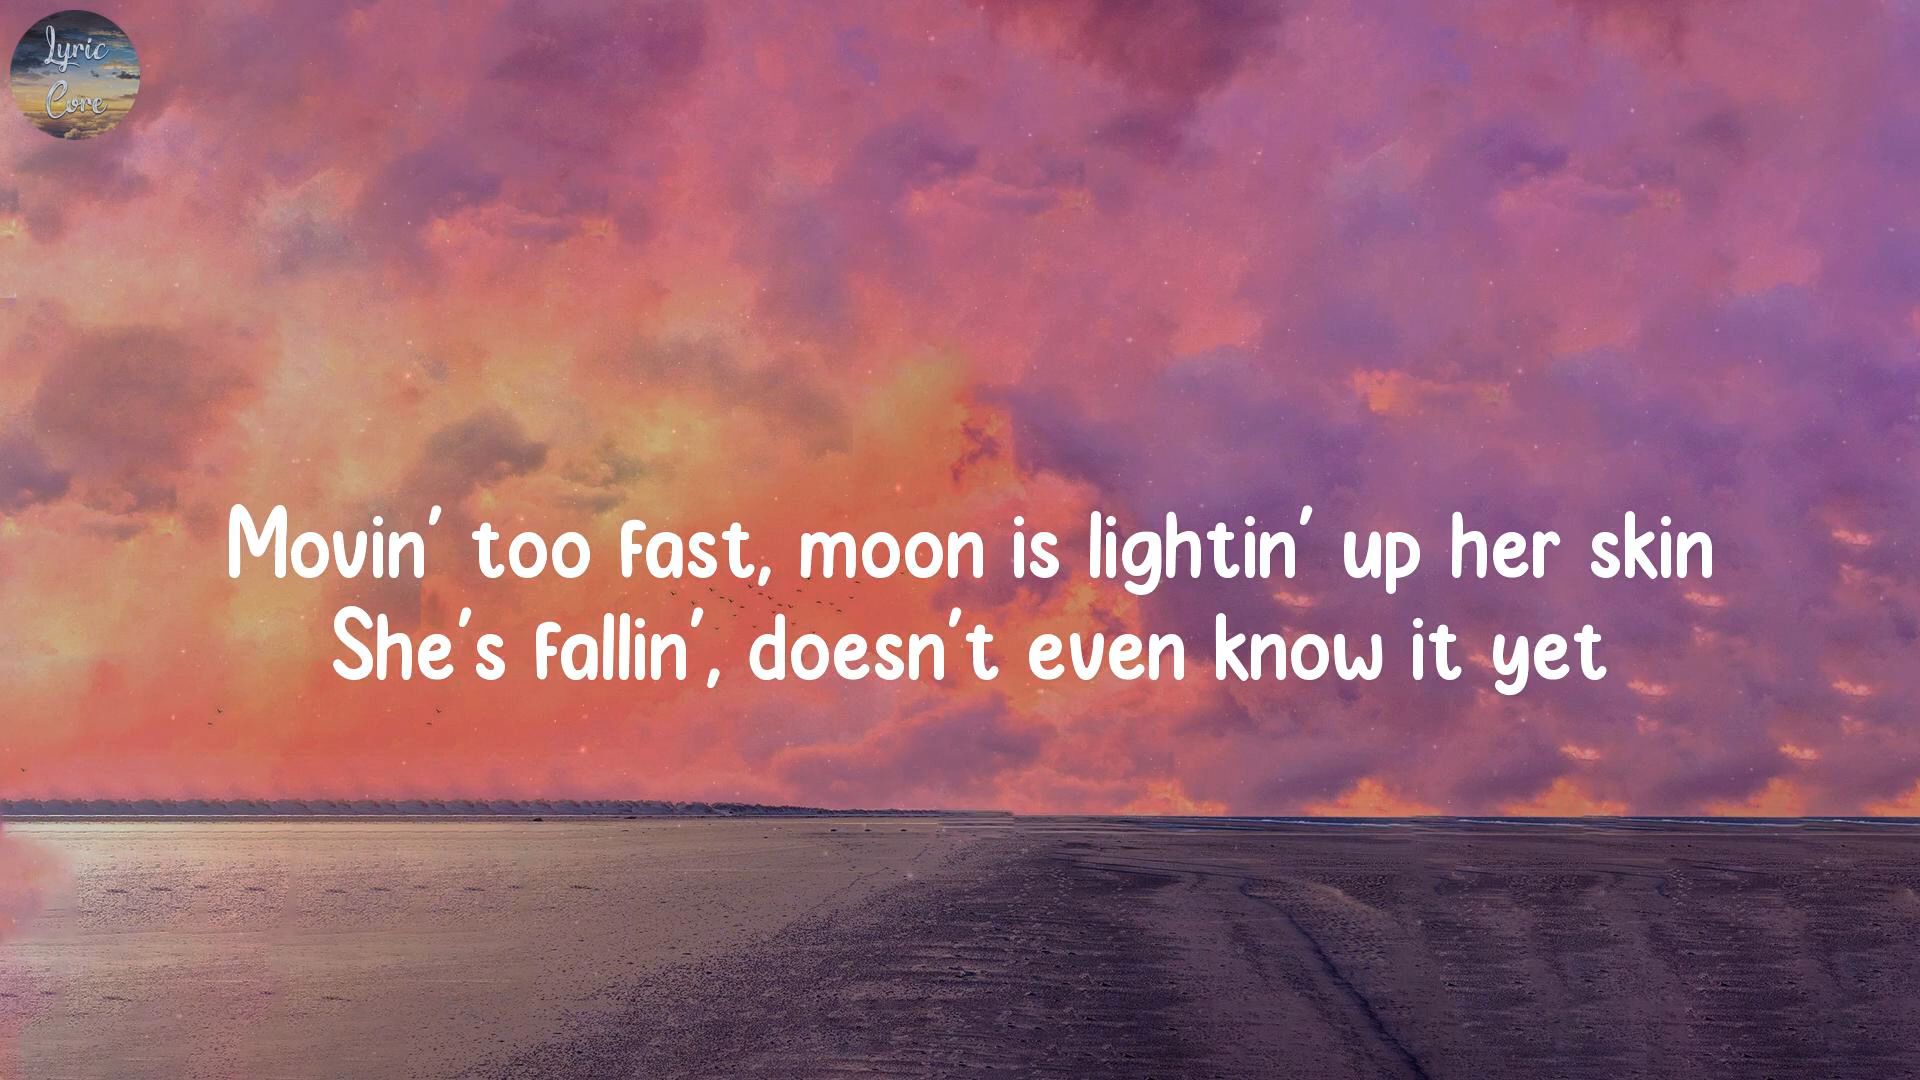 Lyric
Core
Movin' too fast, moon is lightin' up her skin
She's fallin', doesn't even know it yet